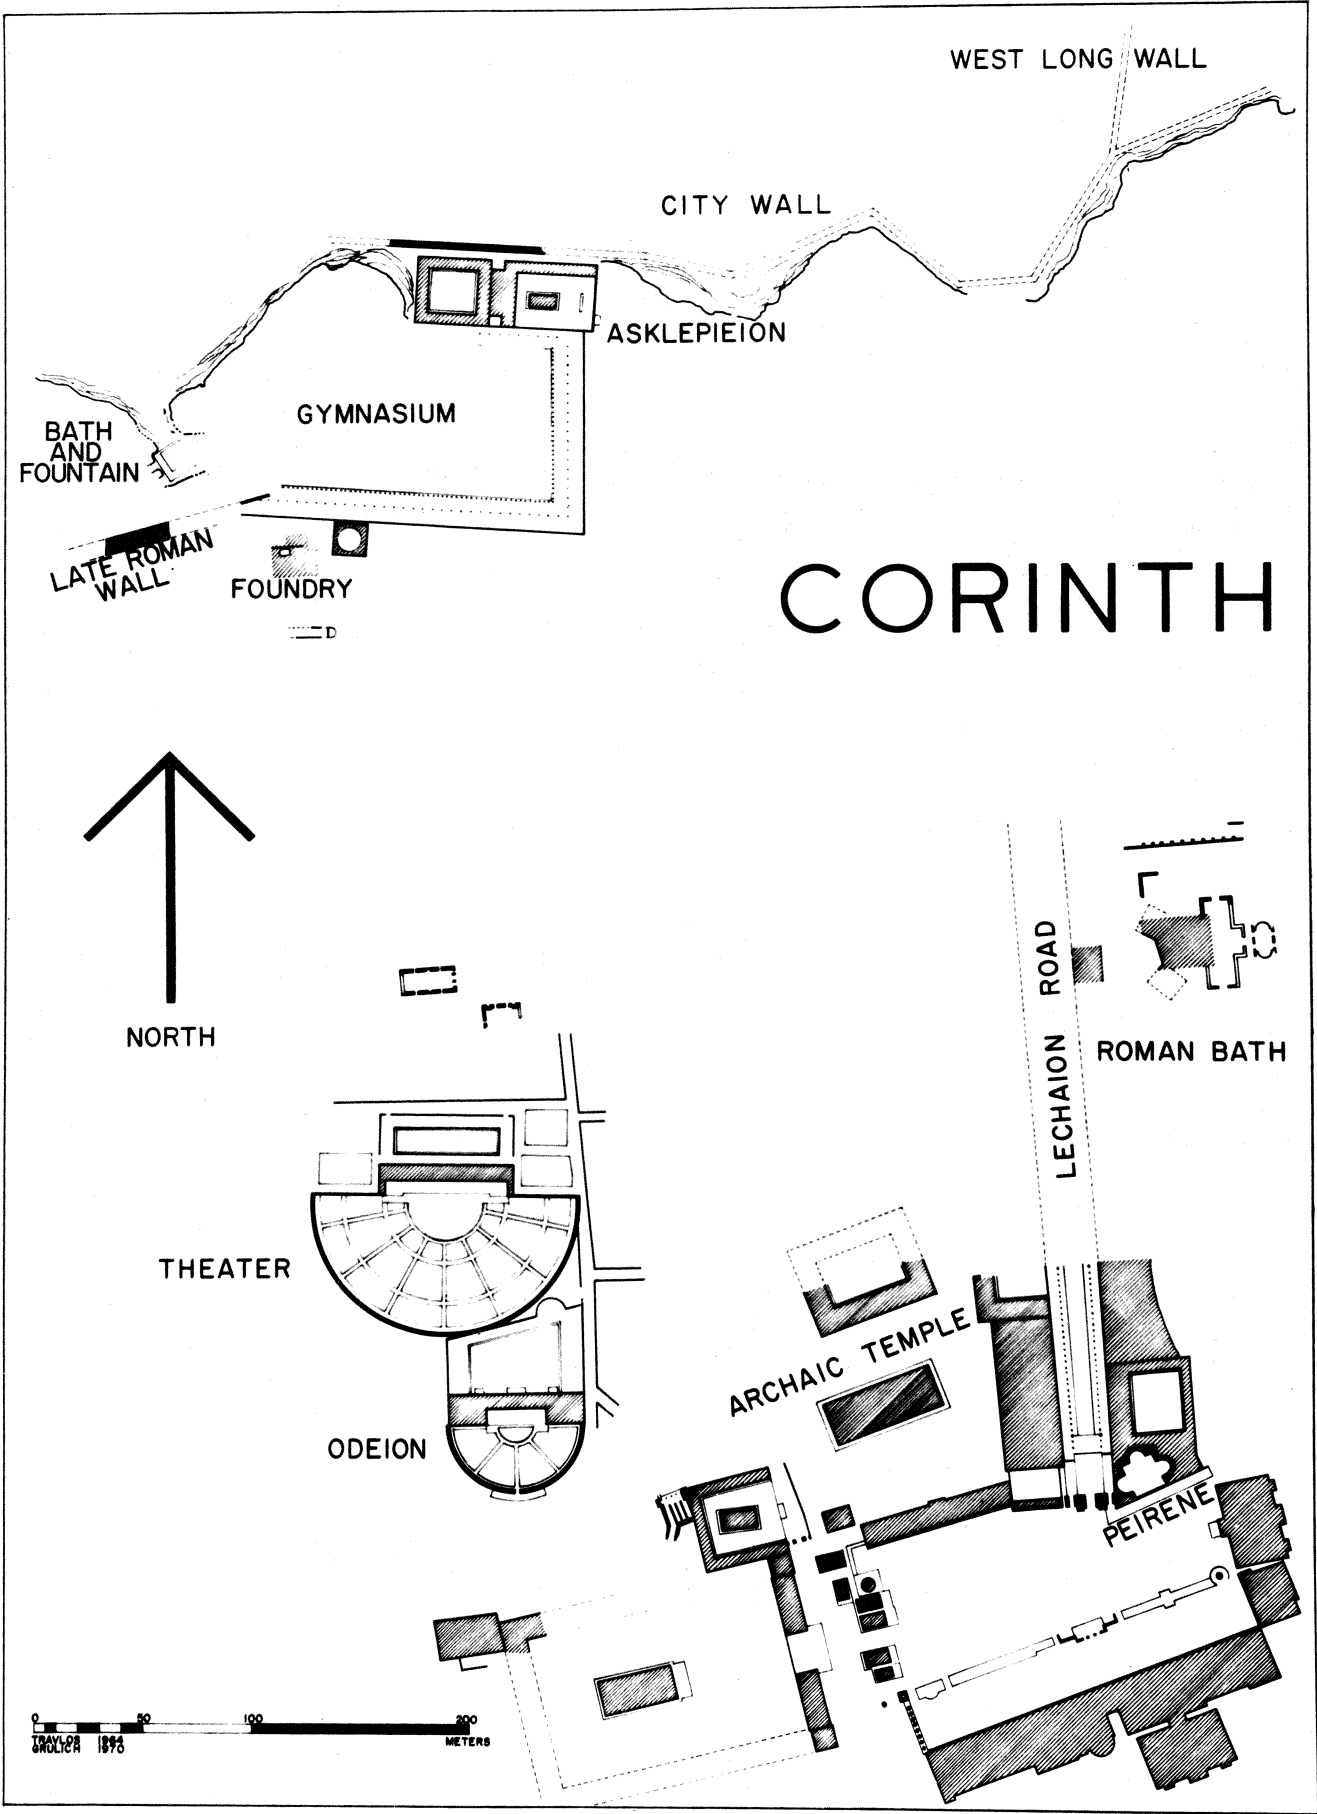 WEST LONG WALL
CITY WALL
ASKLEPIEION
GYMNASIUM
BATH
AND
FOUNTAIN
LATE ROMAN
WALL
FOUNDRY
CORINTH
NORTH
LECHAION ROAD
ROMAN BATH
THEATER
ARCHAIC TEMPLE
ODEION
PEIRENE
0 50 100 200
TRAVLOS 1964
GRULICH 1970
METERS